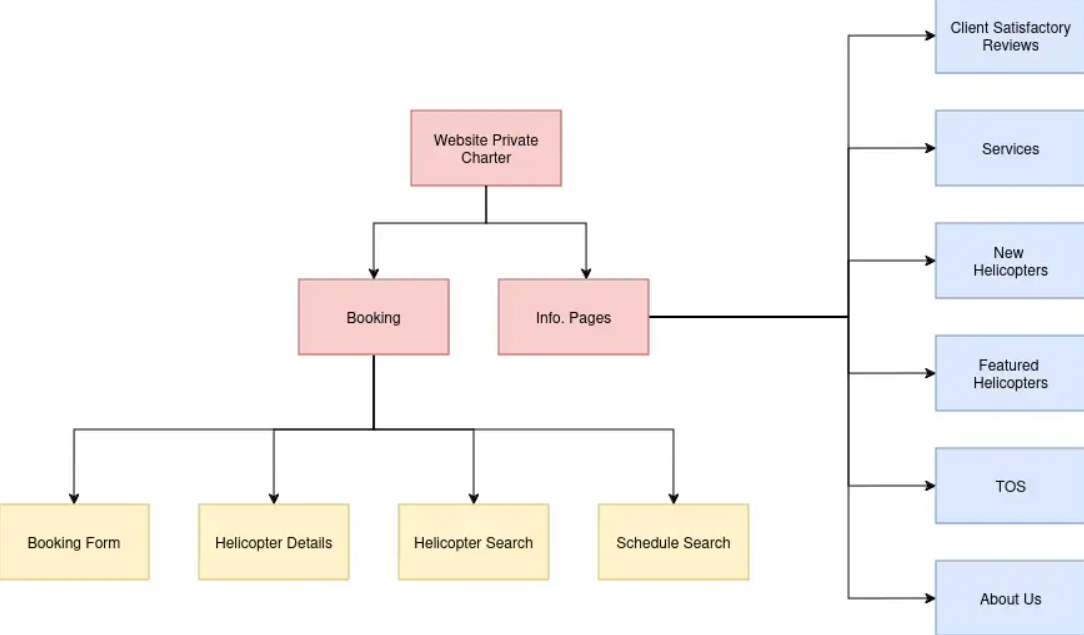 Client Satisfactory
Reviews
Website Private
Charter
Services
New
Helicopters
Booking
Info. Pages
Featured
Helicopters
TOS
Booking Form
Helicopter Details
Helicopter Search
Schedule Search
About Us